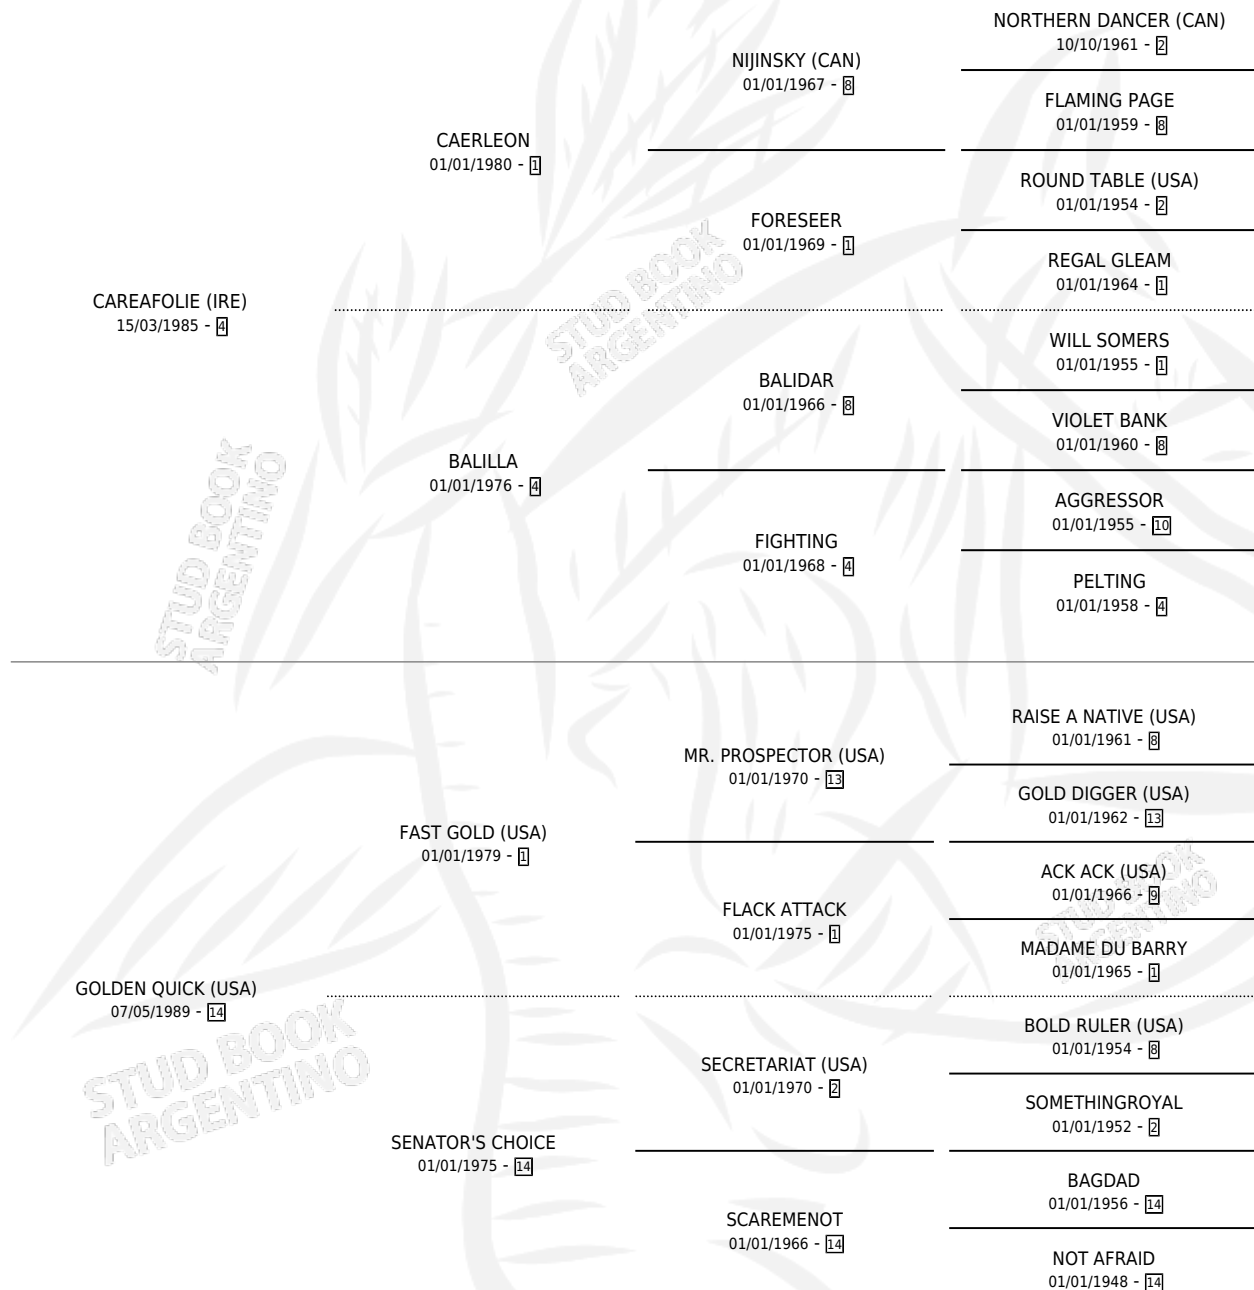 NORTHERN DANCER (CAN)
10/10/1961 - 2
NIJINSKY (CAN)
01/01/1967 - 8
FLAMING PAGE
01/01/1959 - 8
CAERLEON
01/01/1980 - 1
ROUND TABLE (USA)
01/01/1954 - 2
FORESEER
01/01/1969 - 1
REGAL GLEAM
01/01/1964 - 1
CAREAFOLIE (IRE)
15/03/1985 - 4
STUD BOOK
ARGENTINO
WILL SOMERS
01/01/1955 - 1
BALIDAR
01/01/1966 - 8
VIOLET BANK
01/01/1960 - 8
BALILLA
01/01/1976 - 4
AGGRESSOR
01/01/1955 - 10
FIGHTING
01/01/1968 - 4
PELTING
01/01/1958 - 4
STUD BOOK
ARGENTINO
RAISE A NATIVE (USA)
01/01/1961 - 8
MR. PROSPECTOR (USA)
01/01/1970 - 13
GOLD DIGGER (USA)
01/01/1962 - 13
FAST GOLD (USA)
01/01/1979 - 1
ACK ACK (USA)
01/01/1966 - 9
FLACK ATTACK
01/01/1975 - 1
MADAME DU BARRY
01/01/1965 - 1
STUD BOOK
ARGENTINO
GOLDEN QUICK (USA)
07/05/1989 - 14
BOLD RULER (USA)
01/01/1954 - 8
SECRETARIAT (USA)
01/01/1970 - 2
SOMETHINGROYAL
01/01/1952 - 2
STUD BOOK
ARGENTINO
SENATOR'S CHOICE
01/01/1975 - 14
BAGDAD
01/01/1956 - 14
SCAREMENOT
01/01/1966 - 14
NOT AFRAID
01/01/1948 - 14